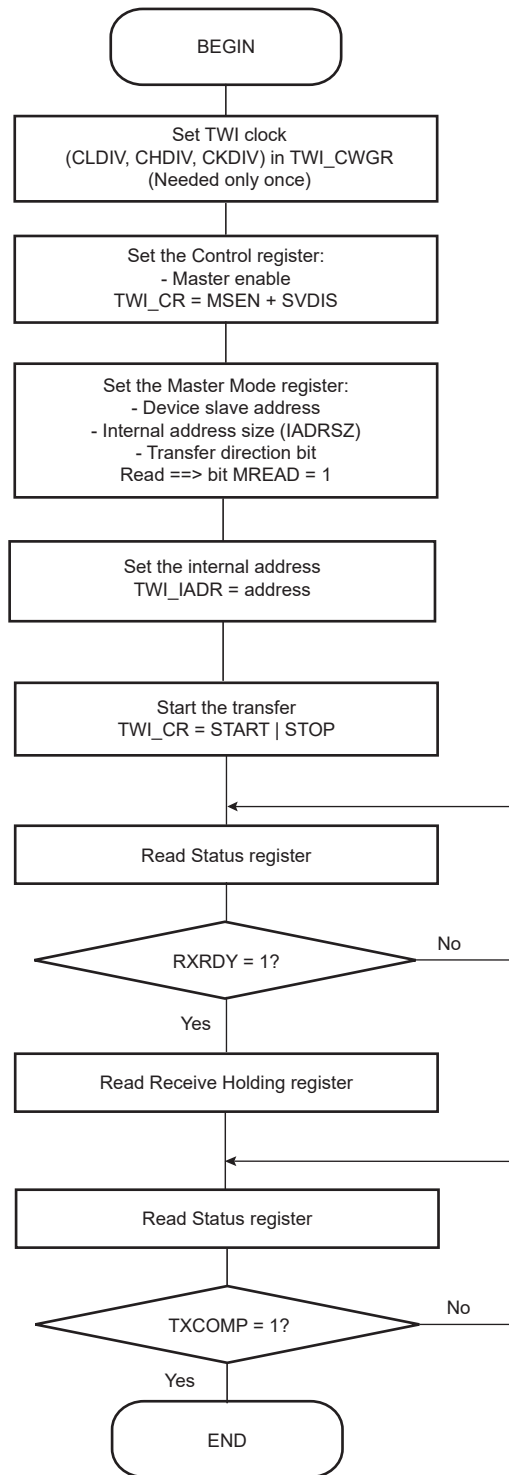 BEGIN
Set TWI clock
(CLDIV, CHDIV, CKDIV) in TWI_CWGR
(Needed only once)
Set the Control register:
- Master enable
TWI_CR = MSEN + SVDIS
Set the Master Mode register:
- Device slave address
- Internal address size (IADRSZ)
- Transfer direction bit
Read ==> bit MREAD = 1
Set the internal address
TWI_IADR = address
Start the transfer
TWI_CR = START | STOP
Read Status register
RXRDY = 1?
No
Yes
Read Receive Holding register
Read Status register
TXCOMP = 1?
No
Yes
END